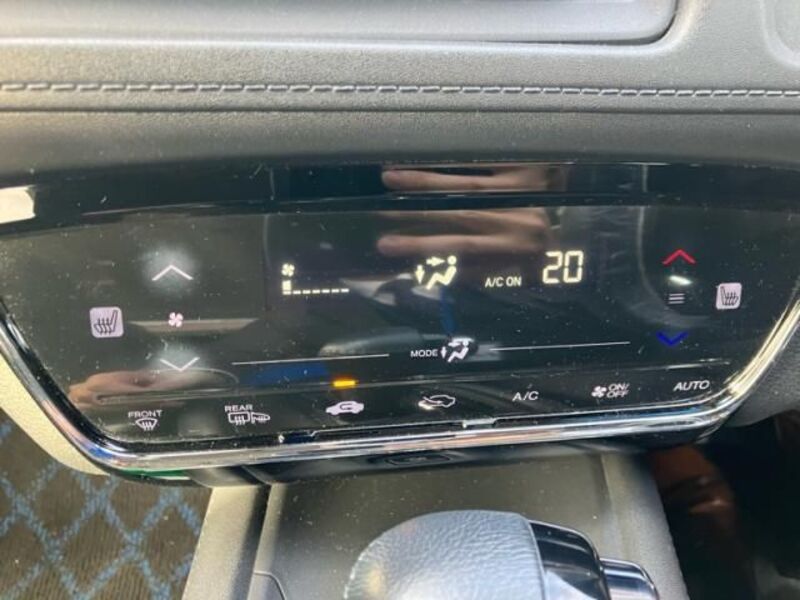 A/C ON 20
MODE
FRONT REAR A/C ON/OFF AUTO